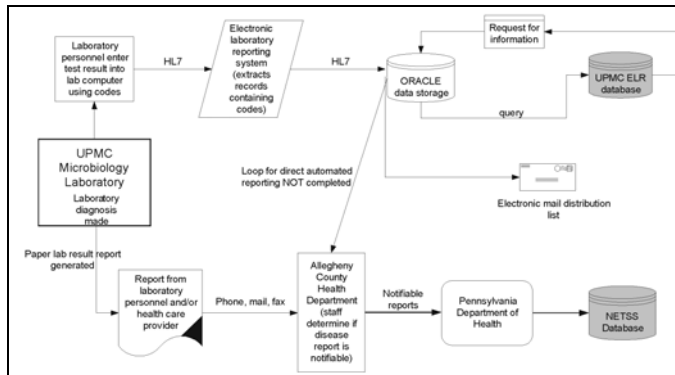 Laboratory
personnel enter
test result into
lab computer
using codes
HL7
Electronic
laboratory
reporting
system
(extracts
records
containing
codes)
HL7
ORACLE
data storage
Request for
information
UPMC ELR
database
query
UPMC
Microbiology
Laboratory
Laboratory
diagnosis
made
Loop for direct automated
reporting NOT completed
Electronic mail distribution
list
Paper lab result report
generated
Report from
laboratory
personnel and/or
health care
provider
Phone, mail, fax
Allegheny
County
Health
Department
(staff
determine if
disease
report is
notifiable)
Notifiable
reports
Pennsylvania
Department of
Health
NETSS
Database